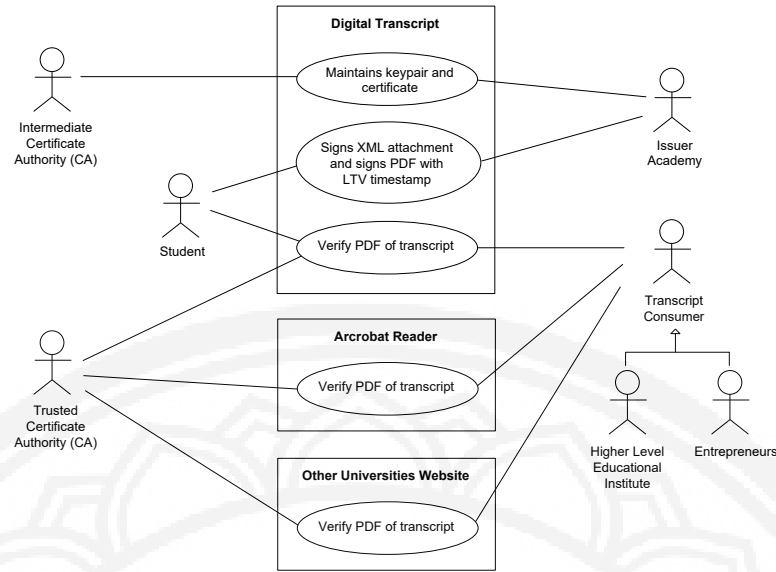 Digital Transcript
Maintains keypair and
certificate
Intermediate
Certificate
Authority (CA)
Issuer
Academy
Signs XML attachment
and signs PDF with
LTV timestamp
Student
Verify PDF of transcript
Transcript
Consumer
Arcrobat Reader
Verify PDF of transcript
Trusted
Certificate
Authority (CA)
Higher Level
Educational
Institute
Entrepreneurs
Other Universities Website
Verify PDF of transcript